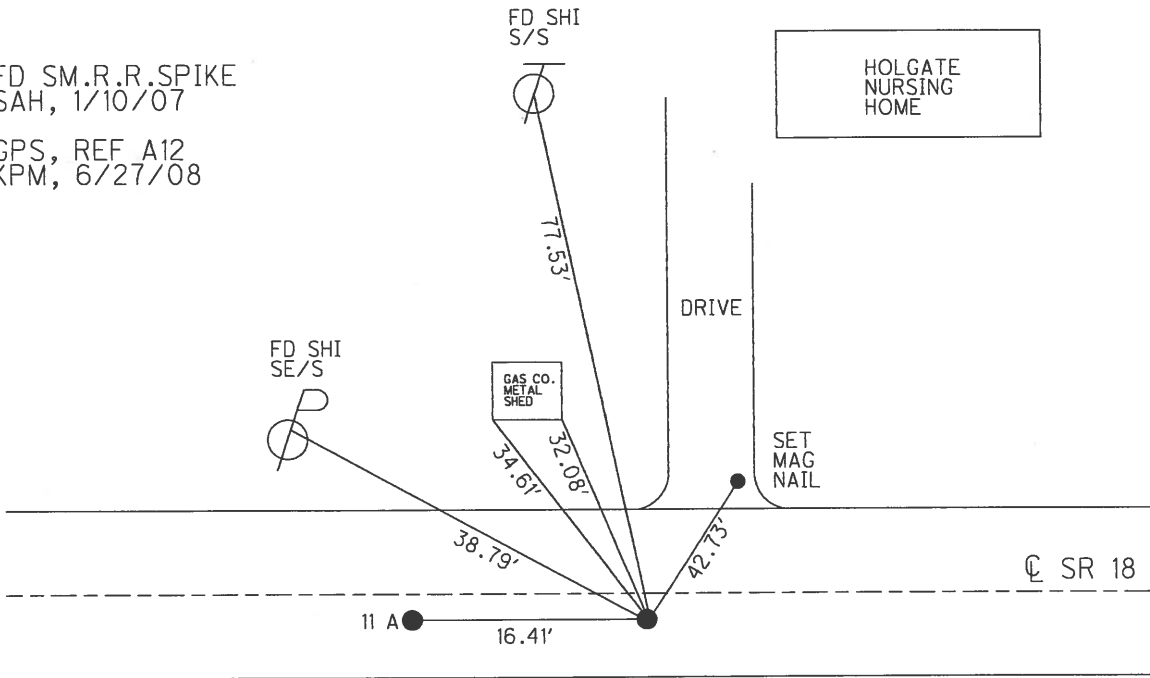 FD SHI
S/S
FD SM.R.R.SPIKE
SAH, 1/10/07
GPS, REF A12
KPM, 6/27/08
HOLGATE
NURSING
HOME
77.53'
DRIVE
FD SHI
SE/S
GAS CO.
METAL
SHED
34.61'
32.08'
SET
MAG
NAIL
38.79'
42.73'
℄ SR 18
11 A
16.41'